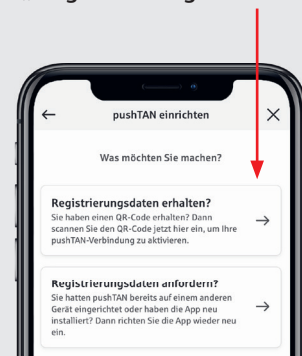 pushTAN einrichten
Was möchten Sie machen?
Registrierungsdaten erhalten?
Sie haben einen QR-Code erhalten? Dann
scannen Sie den QR-Code jetzt hier ein, um Ihre
pushTAN-Verbindung zu aktivieren.
Registrierungsdaten anfordern?
Sie hatten pushTAN bereits auf einem anderen
Gerät eingerichtet oder haben die App neu
installiert? Dann richten Sie die App wieder neu
ein.